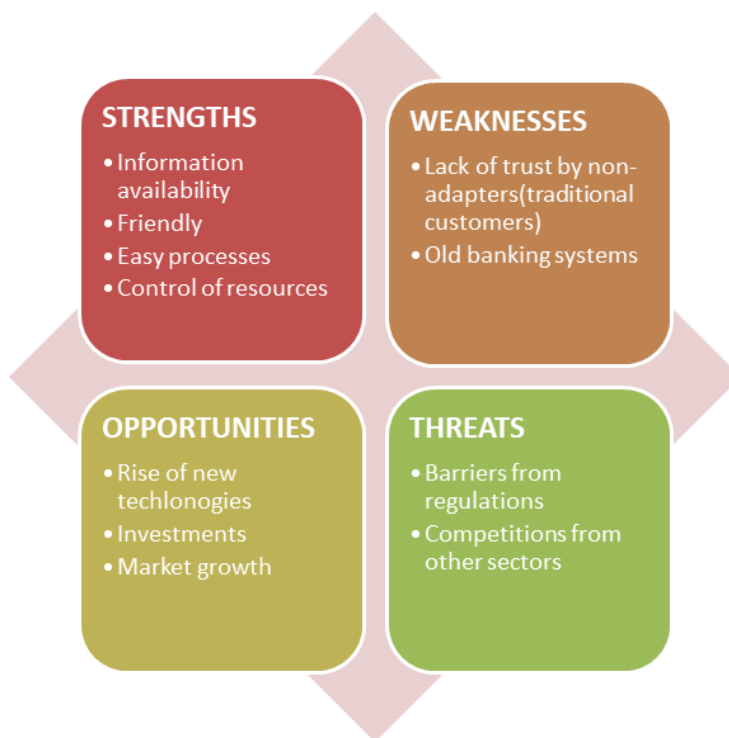 STRENGTHS
• Information
availability
• Friendly
• Easy processes
• Control of resources
WEAKNESSES
• Lack of trust by non-
adapters(traditional
customers)
• Old banking systems
OPPORTUNITIES
• Rise of new
techlonogies
• Investments
• Market growth
THREATS
• Barriers from
regulations
• Competitions from
other sectors